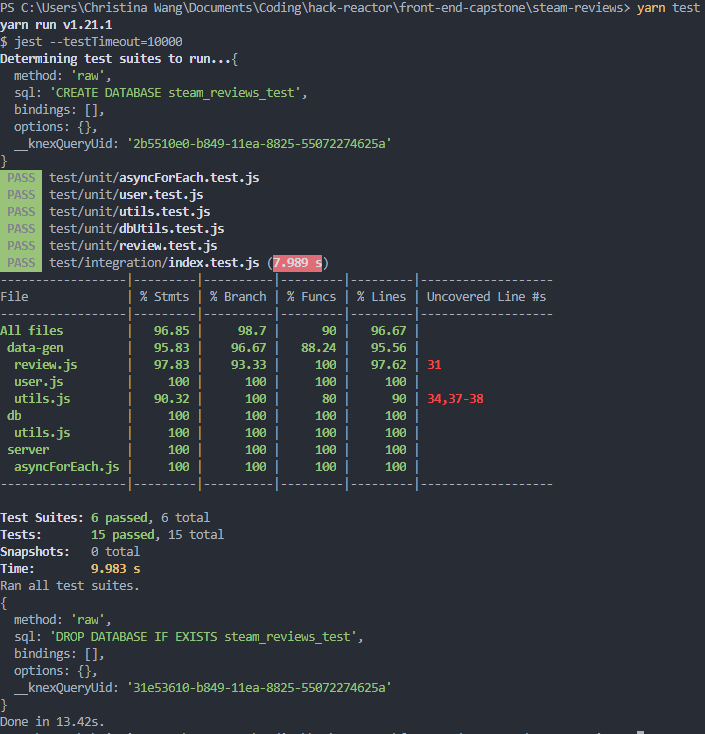 PS C:\Users\Christina Wang\Documents\Coding\hack-reactor\front-end-capstone\steam-reviews> yarn test
yarn run v1.21.1
$ jest --testTimeout=10000
Determining test suites to run...{
  method: 'raw',
  sql: 'CREATE DATABASE steam_reviews_test',
  bindings: [],
  options: {},
  __knexQueryUid: '2b5510e0-b849-11ea-8825-55072274625a'
}
 PASS  test/unit/asyncForEach.test.js
 PASS  test/unit/user.test.js
 PASS  test/unit/utils.test.js
 PASS  test/unit/dbUtils.test.js
 PASS  test/unit/review.test.js
 PASS  test/integration/index.test.js (7.989 s)
------------------|---------|----------|---------|---------|-------------------
File              | % Stmts | % Branch | % Funcs | % Lines | Uncovered Line #s
------------------|---------|----------|---------|---------|-------------------
All files         |   96.85 |     98.7 |      90 |   96.67 |
 data-gen         |   95.83 |    96.67 |   88.24 |   95.56 |
  review.js       |   97.83 |    93.33 |     100 |   97.62 | 31
  user.js         |     100 |      100 |     100 |     100 |
  utils.js        |   90.32 |      100 |      80 |      90 | 34,37-38
 db               |     100 |      100 |     100 |     100 |
  utils.js        |     100 |      100 |     100 |     100 |
 server           |     100 |      100 |     100 |     100 |
  asyncForEach.js |     100 |      100 |     100 |     100 |
------------------|---------|----------|---------|---------|-------------------
Test Suites: 6 passed, 6 total
Tests:       15 passed, 15 total
Snapshots:   0 total
Time:        9.983 s
Ran all test suites.
{
  method: 'raw',
  sql: 'DROP DATABASE IF EXISTS steam_reviews_test',
  bindings: [],
  options: {},
  __knexQueryUid: '31e53610-b849-11ea-8825-55072274625a'
}
Done in 13.42s.